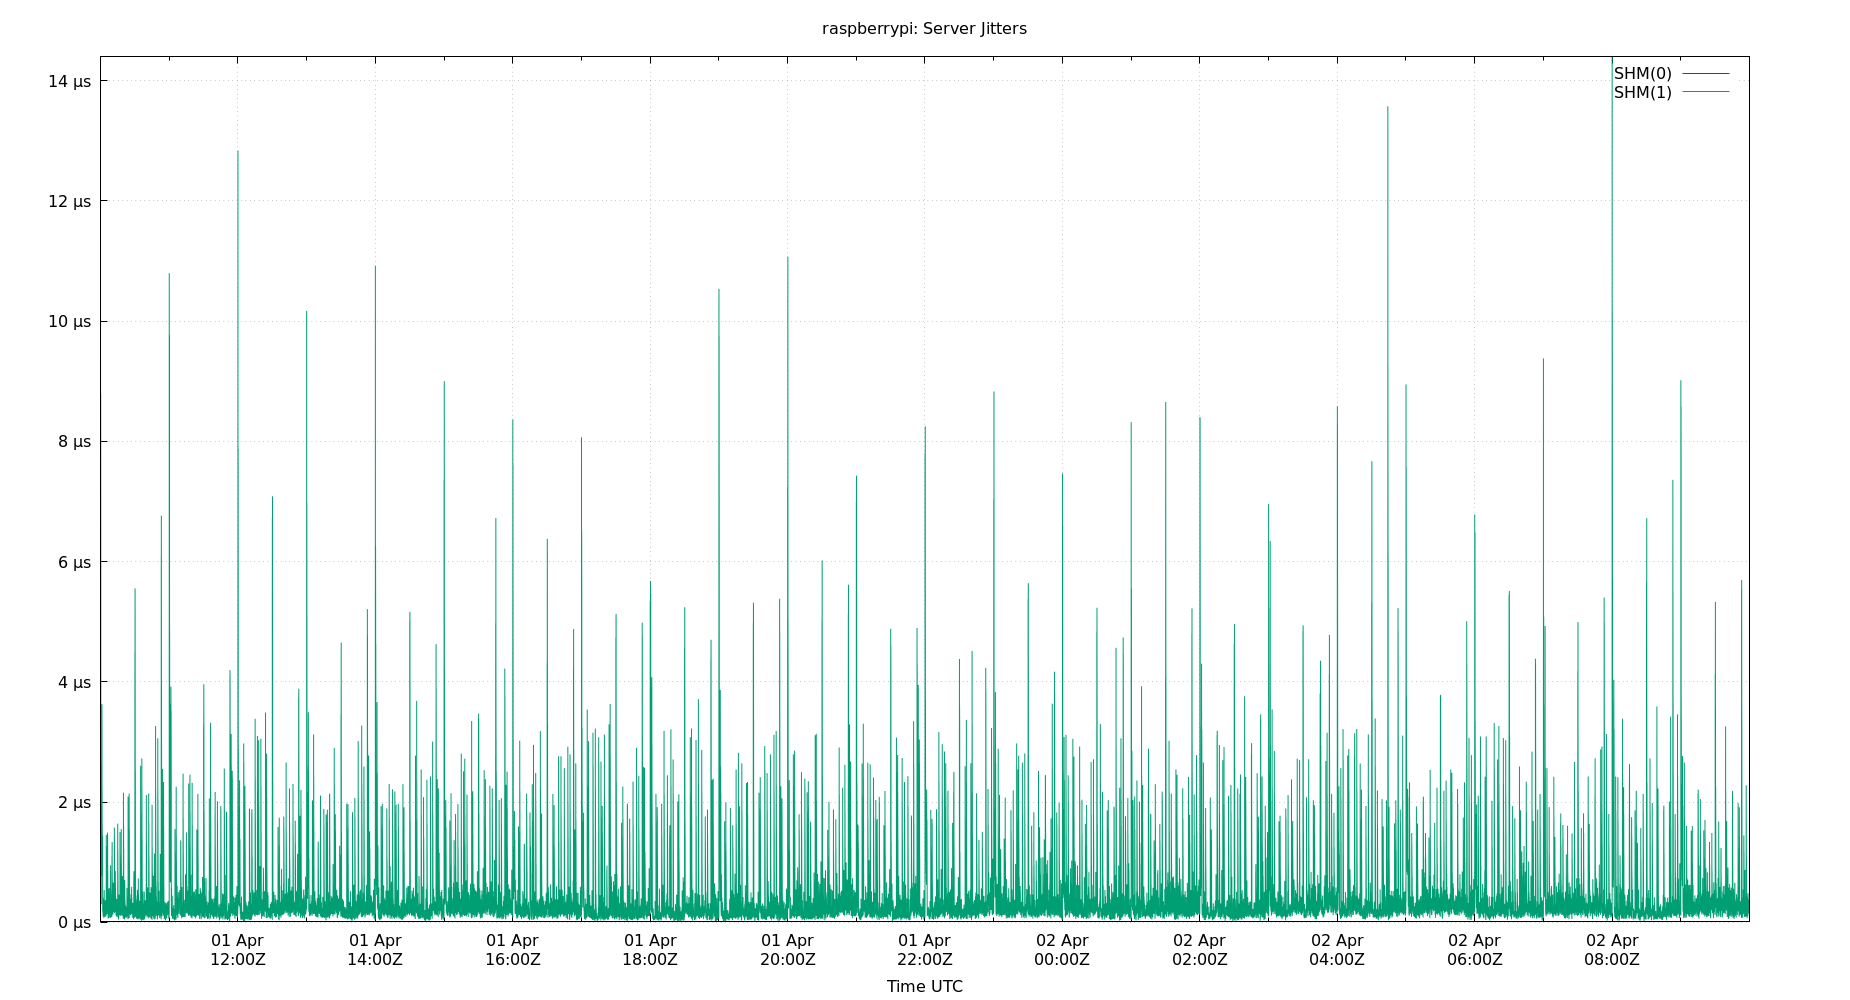 raspberrypi: Server Jitters
SHM(0)
SHM(1)
14 µs
12 µs
10 µs
8 µs
6 µs
4 µs
2 µs
0 µs
01 Apr 01 Apr 01 Apr 01 Apr 01 Apr 01 Apr 02 Apr 02 Apr 02 Apr 02 Apr 02 Apr
12:00Z 14:00Z 16:00Z 18:00Z 20:00Z 22:00Z 00:00Z 02:00Z 04:00Z 06:00Z 08:00Z
Time UTC